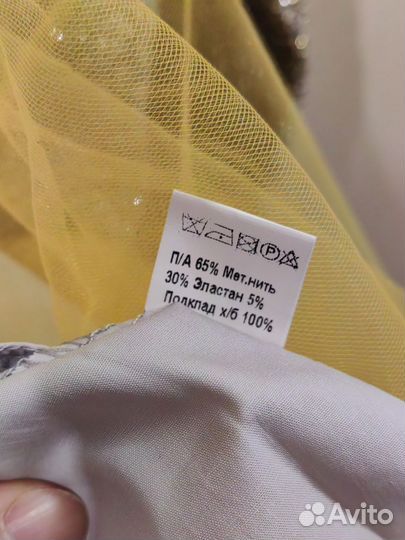 П/А 65% Мет.нить
30% Эластан 5%
Подклад х/б 100%
Avito